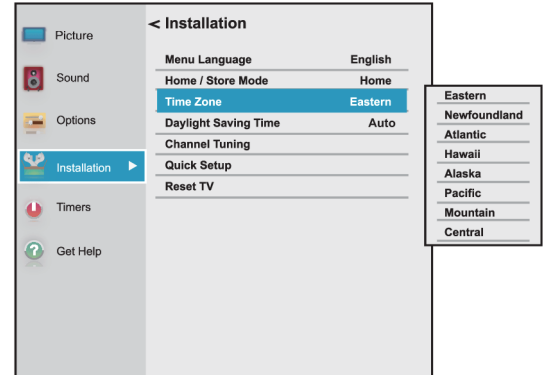 Picture
Sound
Options
Installation
Timers
Get Help
< Installation
Menu Language English
Home / Store Mode Home
Time Zone Eastern
Daylight Saving Time Auto
Channel Tuning
Quick Setup
Reset TV
Eastern
Newfoundland
Atlantic
Hawaii
Alaska
Pacific
Mountain
Central